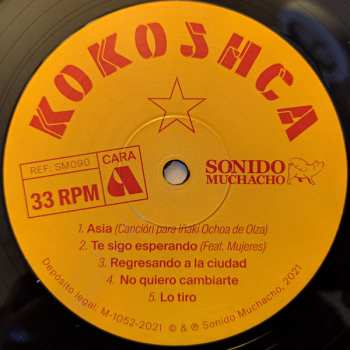 KOKOSHCA
REF: SM090
33 RPM
CARA
A
SONIDO
MUCHACHO
1. Asia (Canción para Iñaki Ochoa de Olza)
2. Te sigo esperando (Feat. Mujeres)
3. Regresando a la ciudad
4. No quiero cambiarte
5. Lo tiro
Depósito legal: M-1052-2021 © & ℗ Sonido Muchacho, 2021